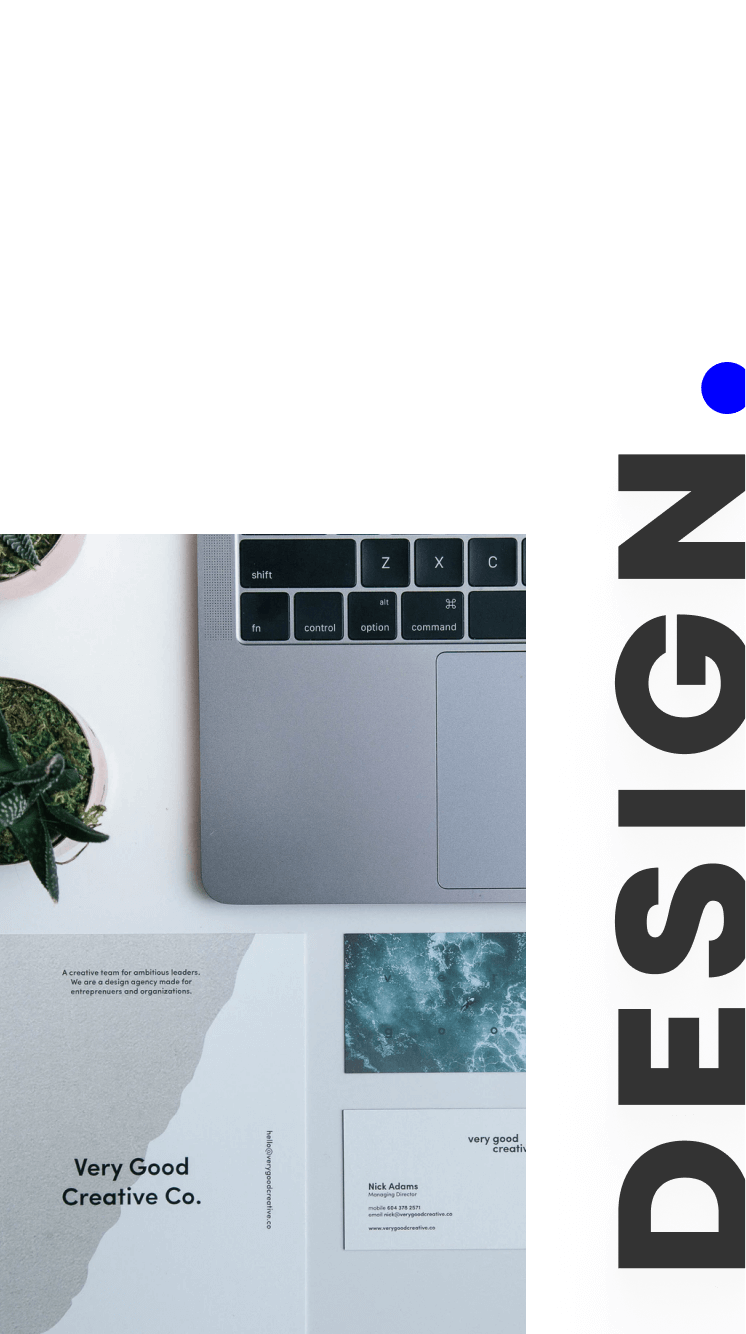 Z
X
C
shift
alt
⌘
fn
control
option
command
A creative team for ambitious leaders.
We are a design agency made for
entreprenuers and organizations.
Very Good
Creative Co.
hello@verygoodcreative.co
V
O O
very good
creativ
Nick Adams
Managing Director
mobile 604 378 2571
email nick@verygoodcreative.co
www.verygoodcreative.co
DESIGN